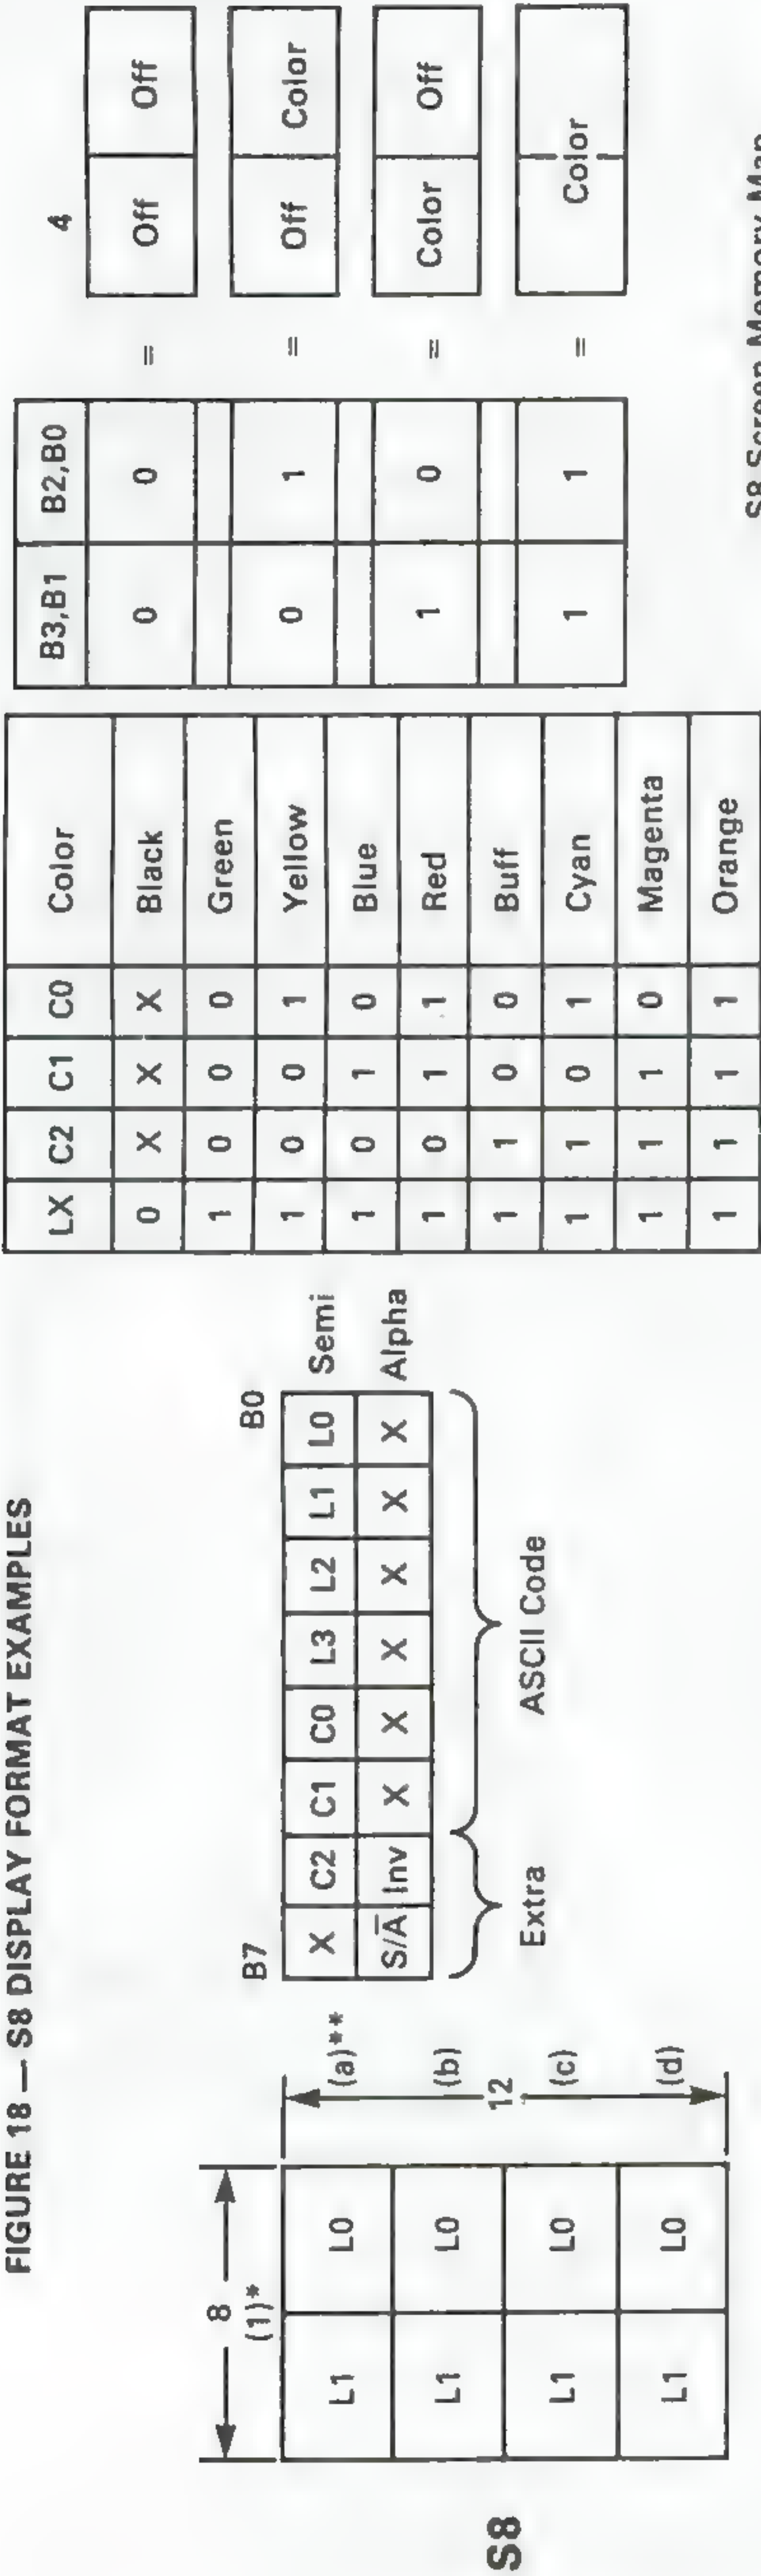 FIGURE 18 — S8 DISPLAY FORMAT EXAMPLES
S8
8
(1)*
L1 L0 (a)**
L1 L0 (b)
12
L1 L0 (c)
L1 L0 (d)
B7 B0
X C2 C1 C0 L3 L2 L1 L0 Semi
S/A̅ Inv X X X X X X Alpha
Extra ASCII Code
LX C2 C1 C0 Color
0 X X X Black
1 0 0 0 Green
1 0 0 1 Yellow
1 0 1 0 Blue
1 0 1 1 Red
1 1 0 0 Buff
1 1 0 1 Cyan
1 1 1 0 Magenta
1 1 1 1 Orange
B3,B1 B2,B0 4
0 0 = Off Off
0 1 = Off Color
1 0 = Color Off
1 1 = Color
S8 Screen Memory Map